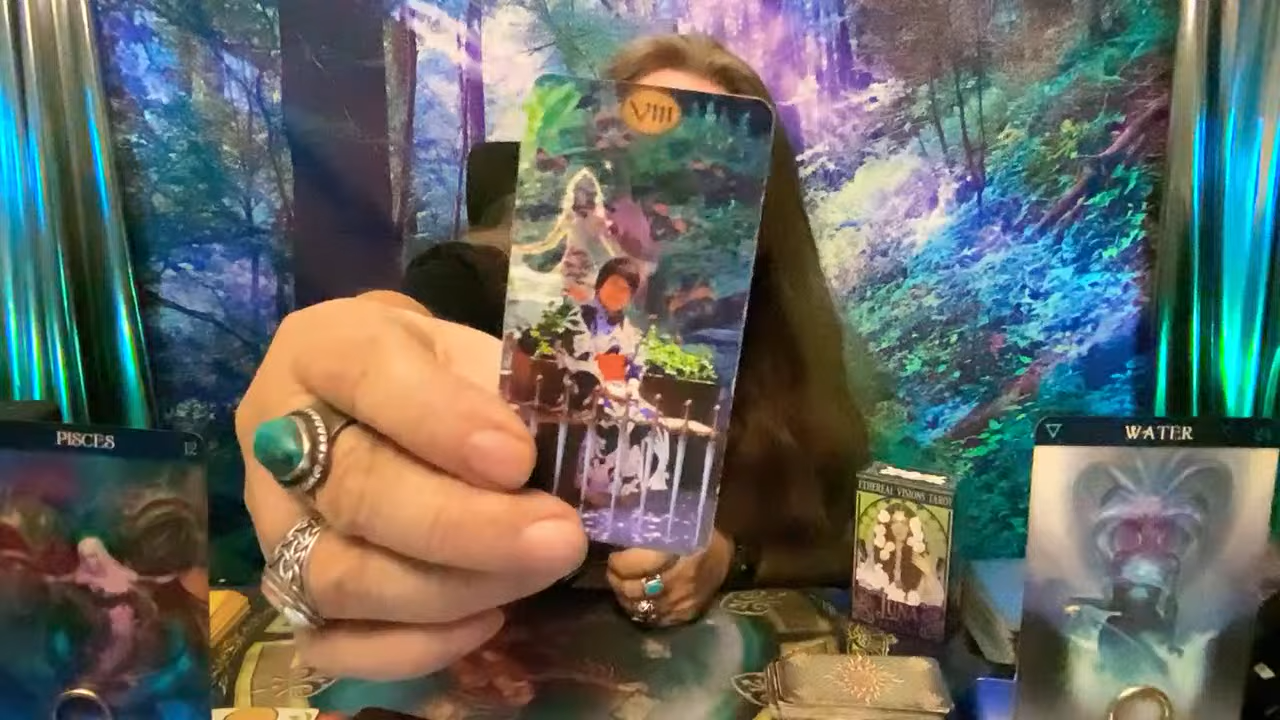 VIII
PISCES
12
WATER
ETHEREAL VISIONS TAROT